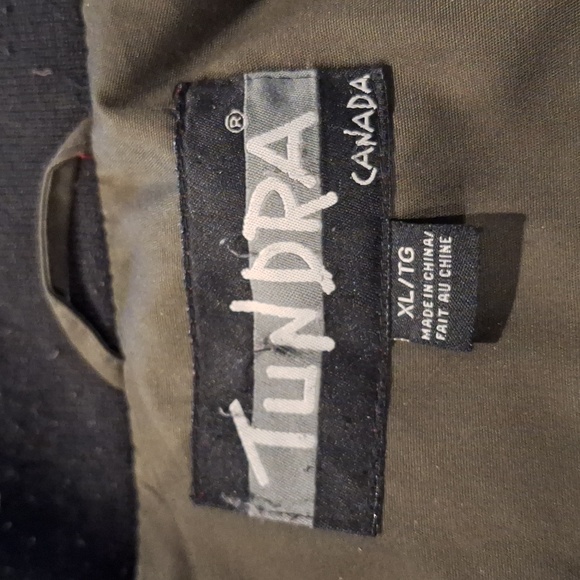 TUNDRA®
CANADA
XL/TG
MADE IN CHINA/
FAIT AU CHINE